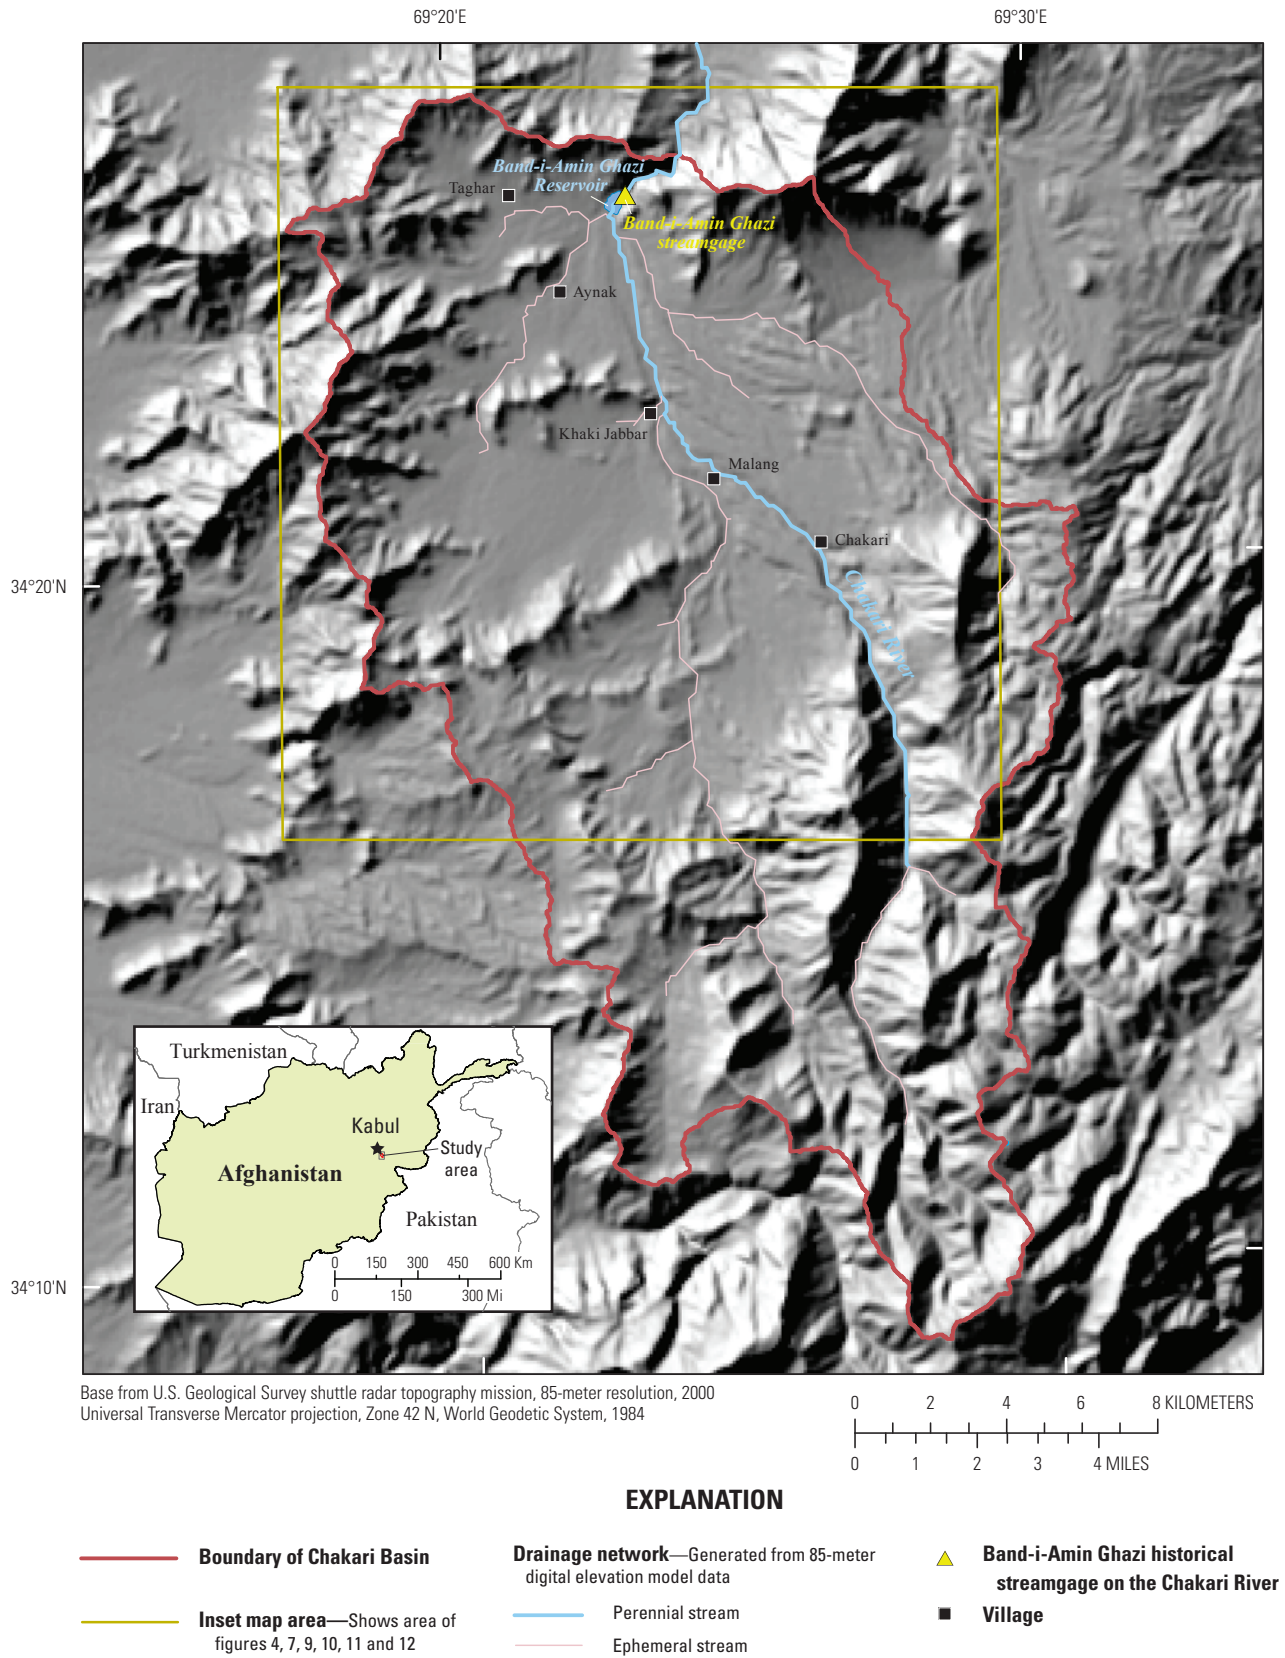 69°20'E
69°30'E
Band-i-Amin Ghazi
Reservoir
Taghar
Band-i-Amin Ghazi
streamgage
Aynak
Khaki Jabbar
Malang
Chakari
Chakari River
34°20'N
34°10'N
Turkmenistan
Iran
Kabul
Study
area
Afghanistan
Pakistan
0 150 300 450 600 Km
0 150 300 Mi
Base from U.S. Geological Survey shuttle radar topography mission, 85-meter resolution, 2000
Universal Transverse Mercator projection, Zone 42 N, World Geodetic System, 1984
0 2 4 6 8 KILOMETERS
0 1 2 3 4 MILES
EXPLANATION
Boundary of Chakari Basin
Inset map area—Shows area of
figures 4, 7, 9, 10, 11 and 12
Drainage network—Generated from 85-meter
digital elevation model data
Perennial stream
Ephemeral stream
Band-i-Amin Ghazi historical
streamgage on the Chakari River
Village